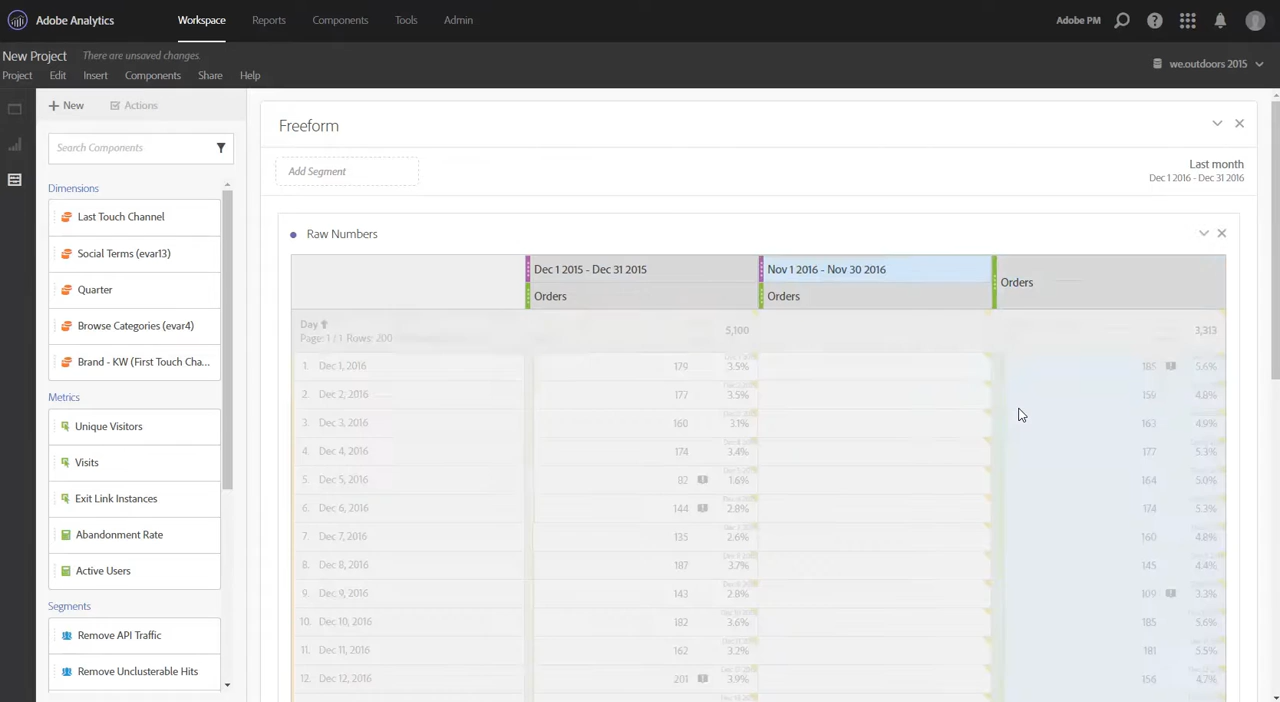 Adobe Analytics
Workspace
Reports
Components
Tools
Admin
Adobe PM
New Project
There are unsaved changes.
Project
Edit
Insert
Components
Share
Help
we.outdoors 2015
New
Actions
Search Components
Dimensions
Last Touch Channel
Social Terms (evar13)
Quarter
Browse Categories (evar4)
Brand - KW (First Touch Cha...
Metrics
Unique Visitors
Visits
Exit Link Instances
Abandonment Rate
Active Users
Segments
Remove API Traffic
Remove Unclusterable Hits
Freeform
Add Segment
Last month
Dec 1 2016 - Dec 31 2016
Raw Numbers
Dec 1 2015 - Dec 31 2015
Nov 1 2016 - Nov 30 2016
Orders
Orders
Orders
Day
Page: 1 / 1 Rows: 200
5,100
3,313
1. Dec 1, 2016 179 3.5% 185 5.6%
2. Dec 2, 2016 177 3.5% 159 4.8%
3. Dec 3, 2016 160 3.1% 163 4.9%
4. Dec 4, 2016 174 3.4% 177 5.3%
5. Dec 5, 2016 82 1.6% 164 5.0%
6. Dec 6, 2016 144 2.8% 174 5.3%
7. Dec 7, 2016 135 2.6% 160 4.8%
8. Dec 8, 2016 187 3.7% 145 4.4%
9. Dec 9, 2016 143 2.8% 109 3.3%
10. Dec 10, 2016 182 3.6% 185 5.6%
11. Dec 11, 2016 162 3.2% 181 5.5%
12. Dec 12, 2016 201 3.9% 156 4.7%